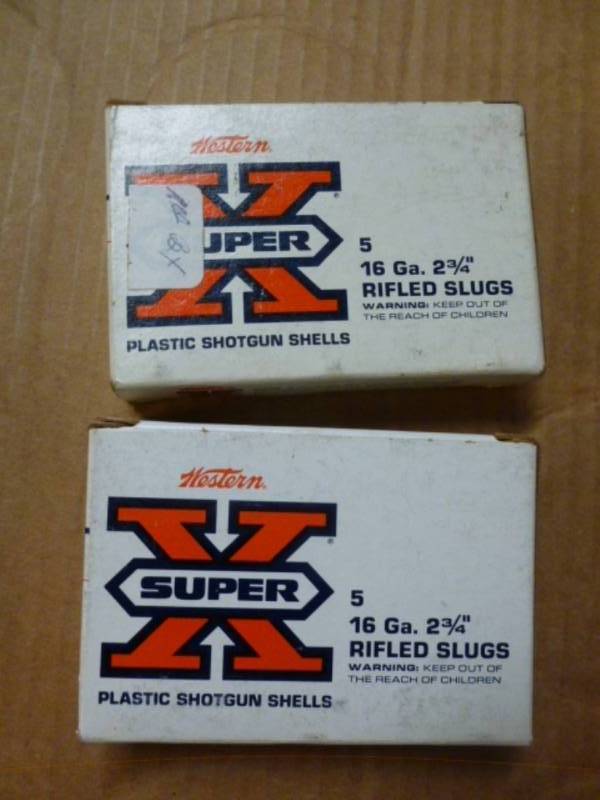 Western.
UPER
5
16 Ga. 2¾"
RIFLED SLUGS
WARNING: KEEP OUT OF
THE REACH OF CHILDREN
PLASTIC SHOTGUN SHELLS
Western.
X
SUPER
5
16 Ga. 2¾"
RIFLED SLUGS
WARNING: KEEP OUT OF
THE REACH OF CHILDREN
PLASTIC SHOTGUN SHELLS